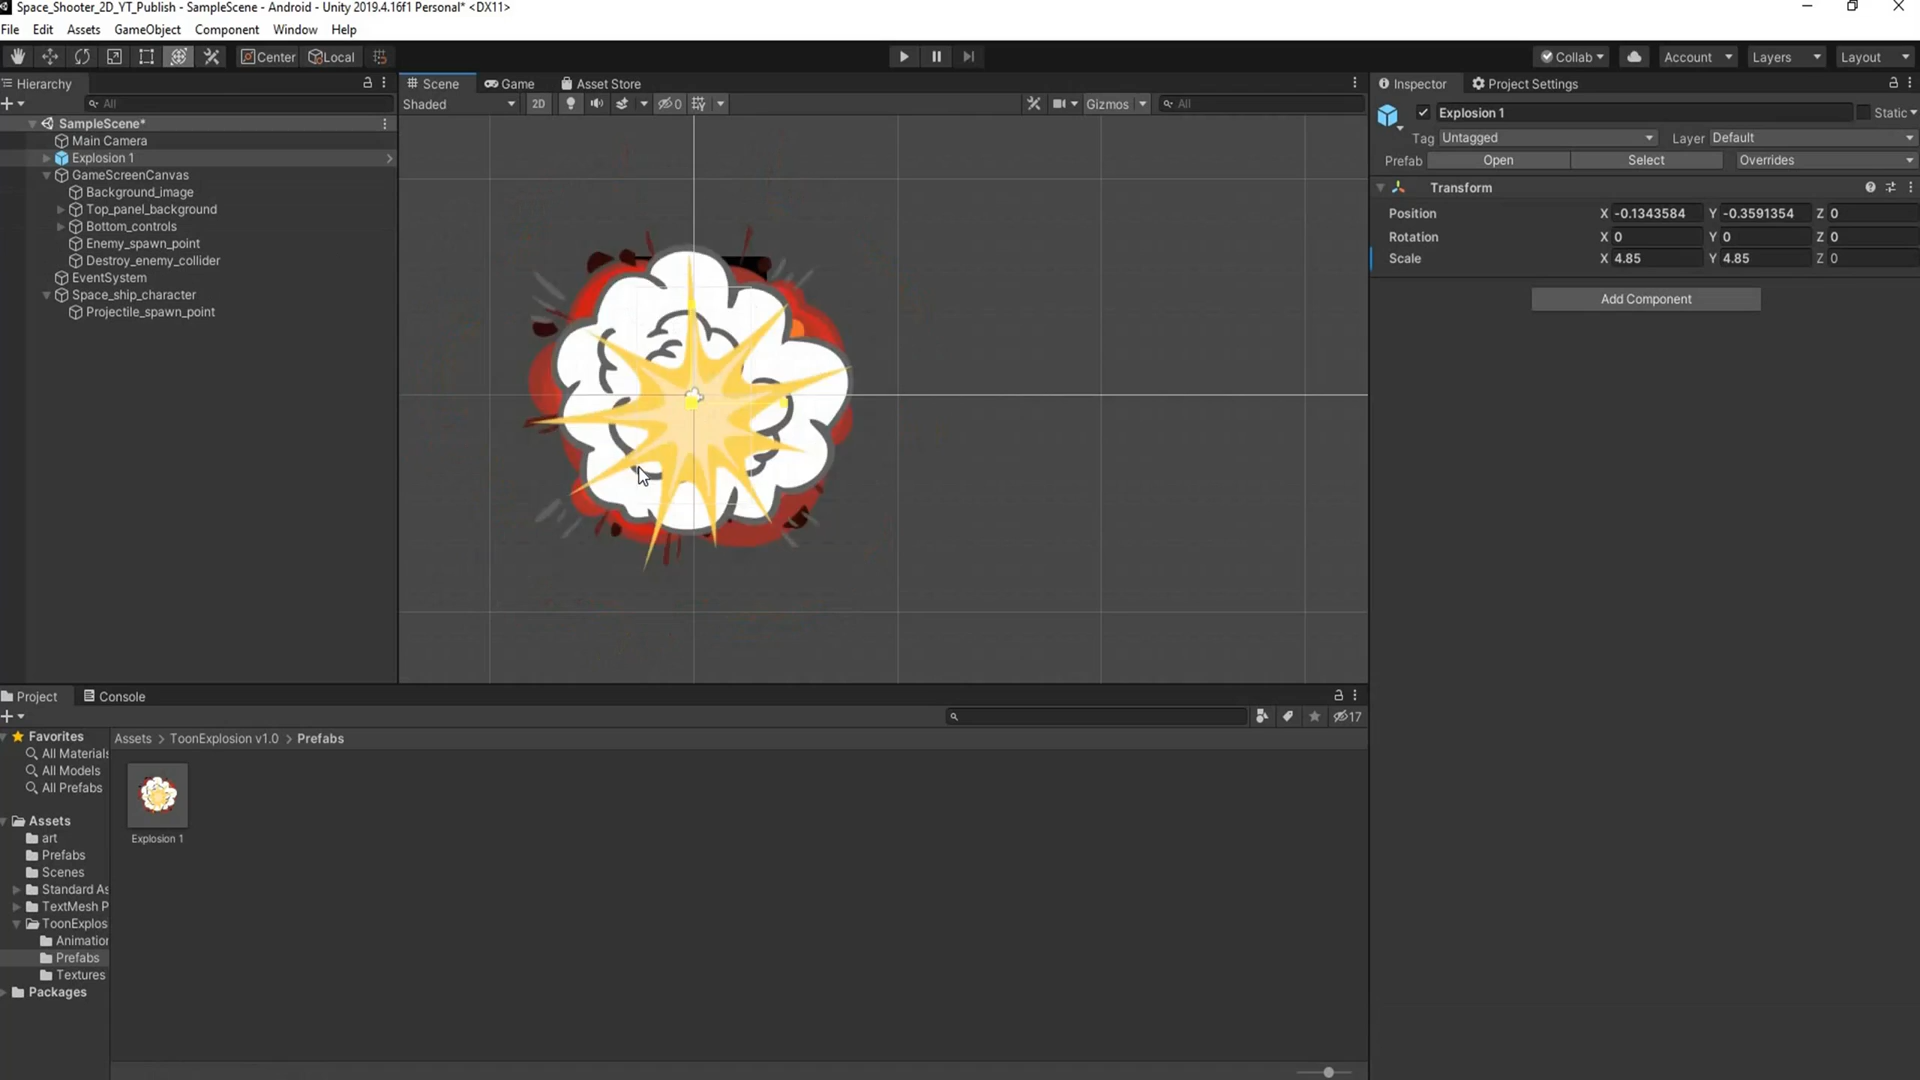 Space_Shooter_2D_YT_Publish - SampleScene - Android - Unity 2019.4.16f1 Personal* <DX11>
File Edit Assets GameObject Component Window Help
Center Local Collab Account Layers Layout
Hierarchy
All
SampleScene*
Main Camera
Explosion 1
GameScreenCanvas
Background_image
Top_panel_background
Bottom_controls
Enemy_spawn_point
Destroy_enemy_collider
EventSystem
Space_ship_character
Projectile_spawn_point
Scene Game Asset Store
Shaded 2D 0 Gizmos All
Inspector Project Settings
Explosion 1 Static
Tag Untagged Layer Default
Prefab Open Select Overrides
Transform
Position X -0.1343584 Y -0.3591354 Z 0
Rotation X 0 Y 0 Z 0
Scale X 4.85 Y 4.85 Z 0
Add Component
Project Console
17
Favorites
All Materials
All Models
All Prefabs
Assets
art
Prefabs
Scenes
Standard As
TextMesh P
ToonExplos
Animation
Prefabs
Textures
Packages
Assets > ToonExplosion v1.0 > Prefabs
Explosion 1